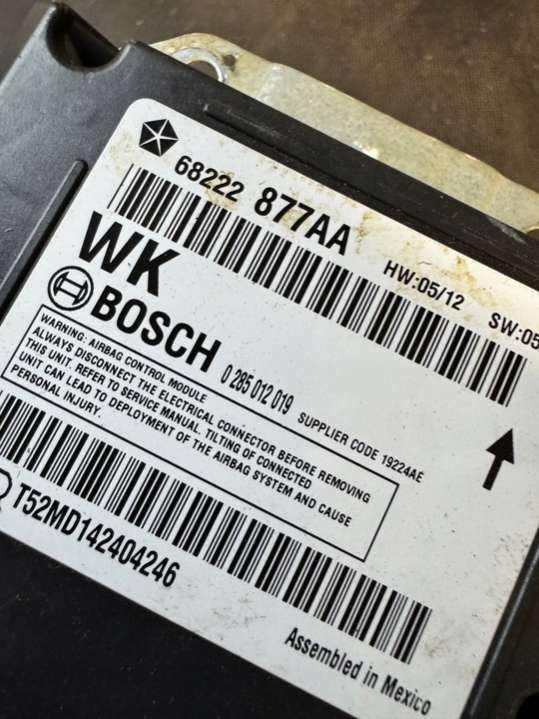 68222 877AA
HW:05/12 SW:05
WK
BOSCH 0 285 012 019 SUPPLIER CODE 19224AE
WARNING: AIRBAG CONTROL MODULE
ALWAYS DISCONNECT THE ELECTRICAL CONNECTOR BEFORE REMOVING
THIS UNIT. REFER TO SERVICE MANUAL. TILTING OF CONNECTED
UNIT CAN LEAD TO DEPLOYMENT OF THE AIRBAG SYSTEM AND CAUSE
PERSONAL INJURY.
T52MD142404246
Assembled in Mexico